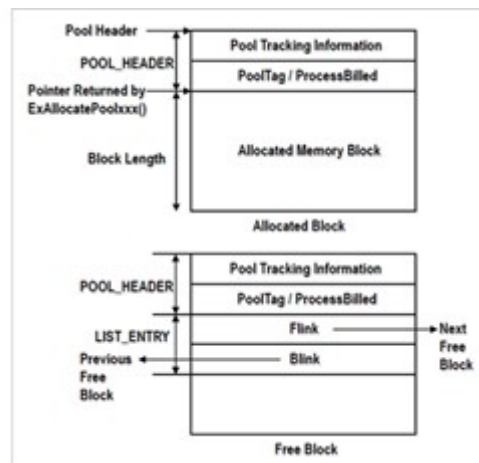 Pool Header
Pool Tracking Information
POOL_HEADER
PoolTag / ProcessBilled
Pointer Returned by
ExAllocatePoolxxx()
Allocated Memory Block
Block Length
Allocated Block
Pool Tracking Information
POOL_HEADER
PoolTag / ProcessBilled
Flink
Next
Free
Block
LIST_ENTRY
Blink
Previous
Free
Block
Free Block